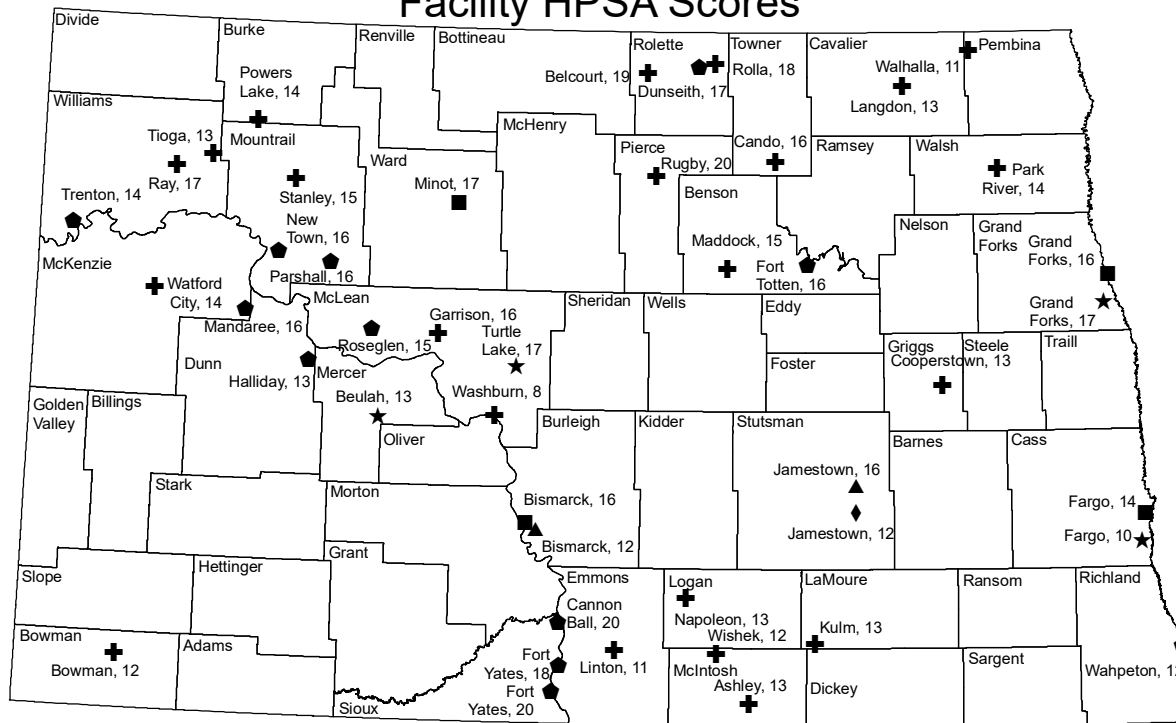 Facility HPSA Scores
Divide
Burke
Renville
Bottineau
Rolette
Towner
Cavalier
Pembina
Belcourt, 19
Rolla, 18
Dunseith, 17
Walhalla, 11
Langdon, 13
Powers
Lake, 14
Williams
McHenry
Tioga, 13
Mountrail
Ward
Pierce
Rugby, 20
Cando, 16
Ramsey
Walsh
Park
River, 14
Ray, 17
Trenton, 14
Stanley, 15
Minot, 17
Benson
New
Town, 16
Parshall, 16
Maddock, 15
Fort
Totten, 16
Nelson
Grand
Forks
Grand
Forks, 16
Grand
Forks, 17
McKenzie
Watford
City, 14
Mandaree, 16
McLean
Garrison, 16
Roseglen, 15
Turtle
Lake, 17
Sheridan
Wells
Eddy
Foster
Griggs
Cooperstown, 13
Steele
Traill
Dunn
Halliday, 13
Mercer
Beulah, 13
Washburn, 8
Golden
Valley
Billings
Oliver
Burleigh
Kidder
Stutsman
Barnes
Cass
Stark
Morton
Bismarck, 16
Bismarck, 12
Jamestown, 16
Jamestown, 12
Fargo, 14
Fargo, 10
Slope
Hettinger
Grant
Emmons
Logan
LaMoure
Ransom
Richland
Cannon
Ball, 20
Napoleon, 13
Wishek, 12
Kulm, 13
Bowman
Bowman, 12
Adams
Fort
Yates, 18
Fort
Yates, 20
Linton, 11
McIntosh
Ashley, 13
Dickey
Sargent
Wahpeton,
Sioux